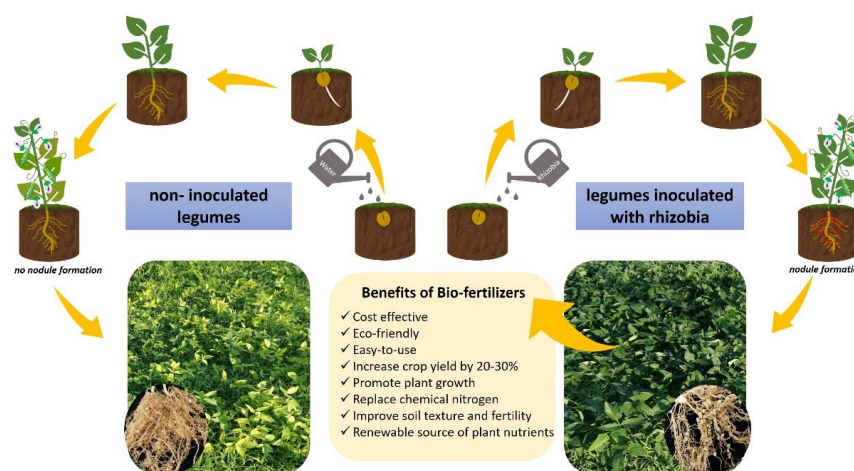 Water
Rhizobia
non- inoculated
legumes
legumes inoculated
with rhizobia
no nodule formation
nodule formation
Benefits of Bio-fertilizers
✓ Cost effective
✓ Eco-friendly
✓ Easy-to-use
✓ Increase crop yield by 20-30%
✓ Promote plant growth
✓ Replace chemical nitrogen
✓ Improve soil texture and fertility
✓ Renewable source of plant nutrients